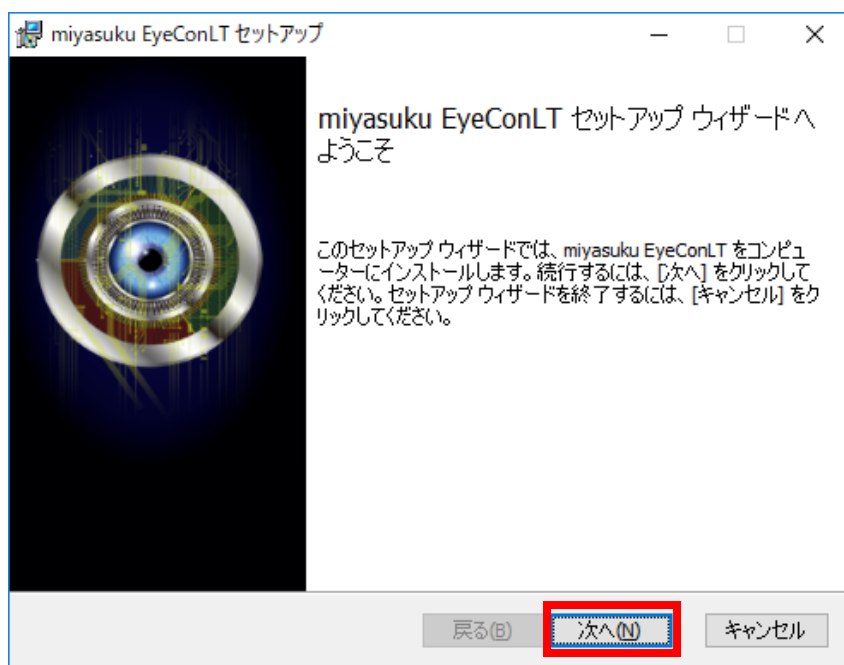 miyasuku EyeConLT セットアップ
miyasuku EyeConLT セットアップ ウィザードへ
ようこそ
このセットアップ ウィザードでは、miyasuku EyeConLT をコンピュ
ーターにインストールします。続行するには、[次へ] をクリックして
ください。セットアップ ウィザードを終了するには、[キャンセル] をク
リックしてください。
戻る(B) 次へ(N) キャンセル